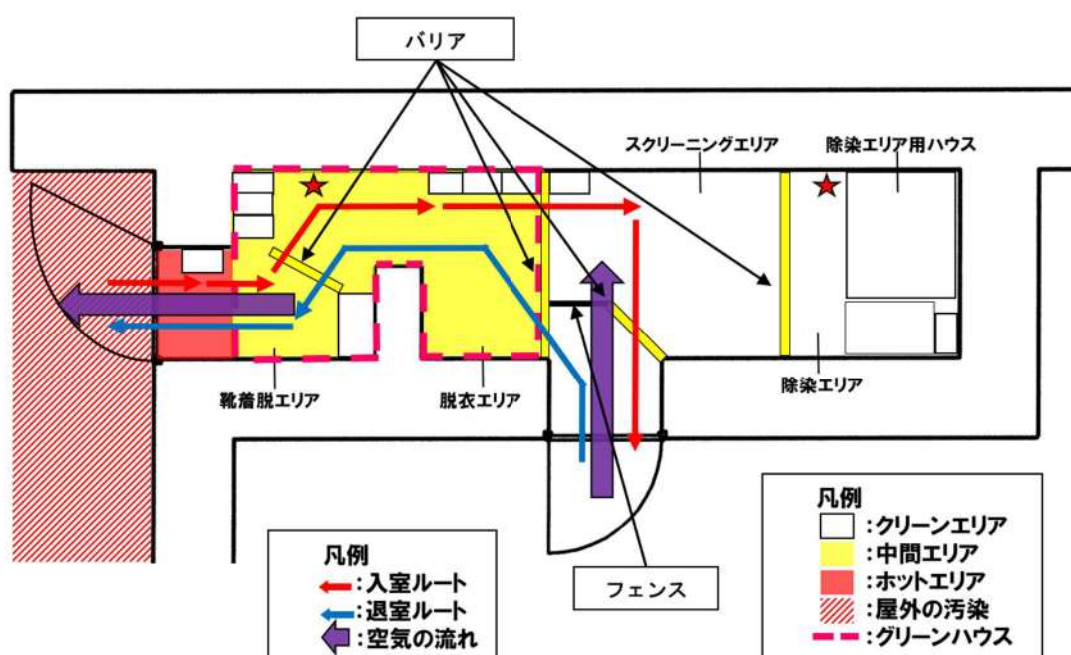 バリア
スクリーニングエリア
除染エリア用ハウス
靴着脱エリア
脱衣エリア
除染エリア
フェンス
凡例
:入室ルート
:退室ルート
:空気の流れ
凡例
:クリーンエリア
:中間エリア
:ホットエリア
:屋外の汚染
:グリーンハウス